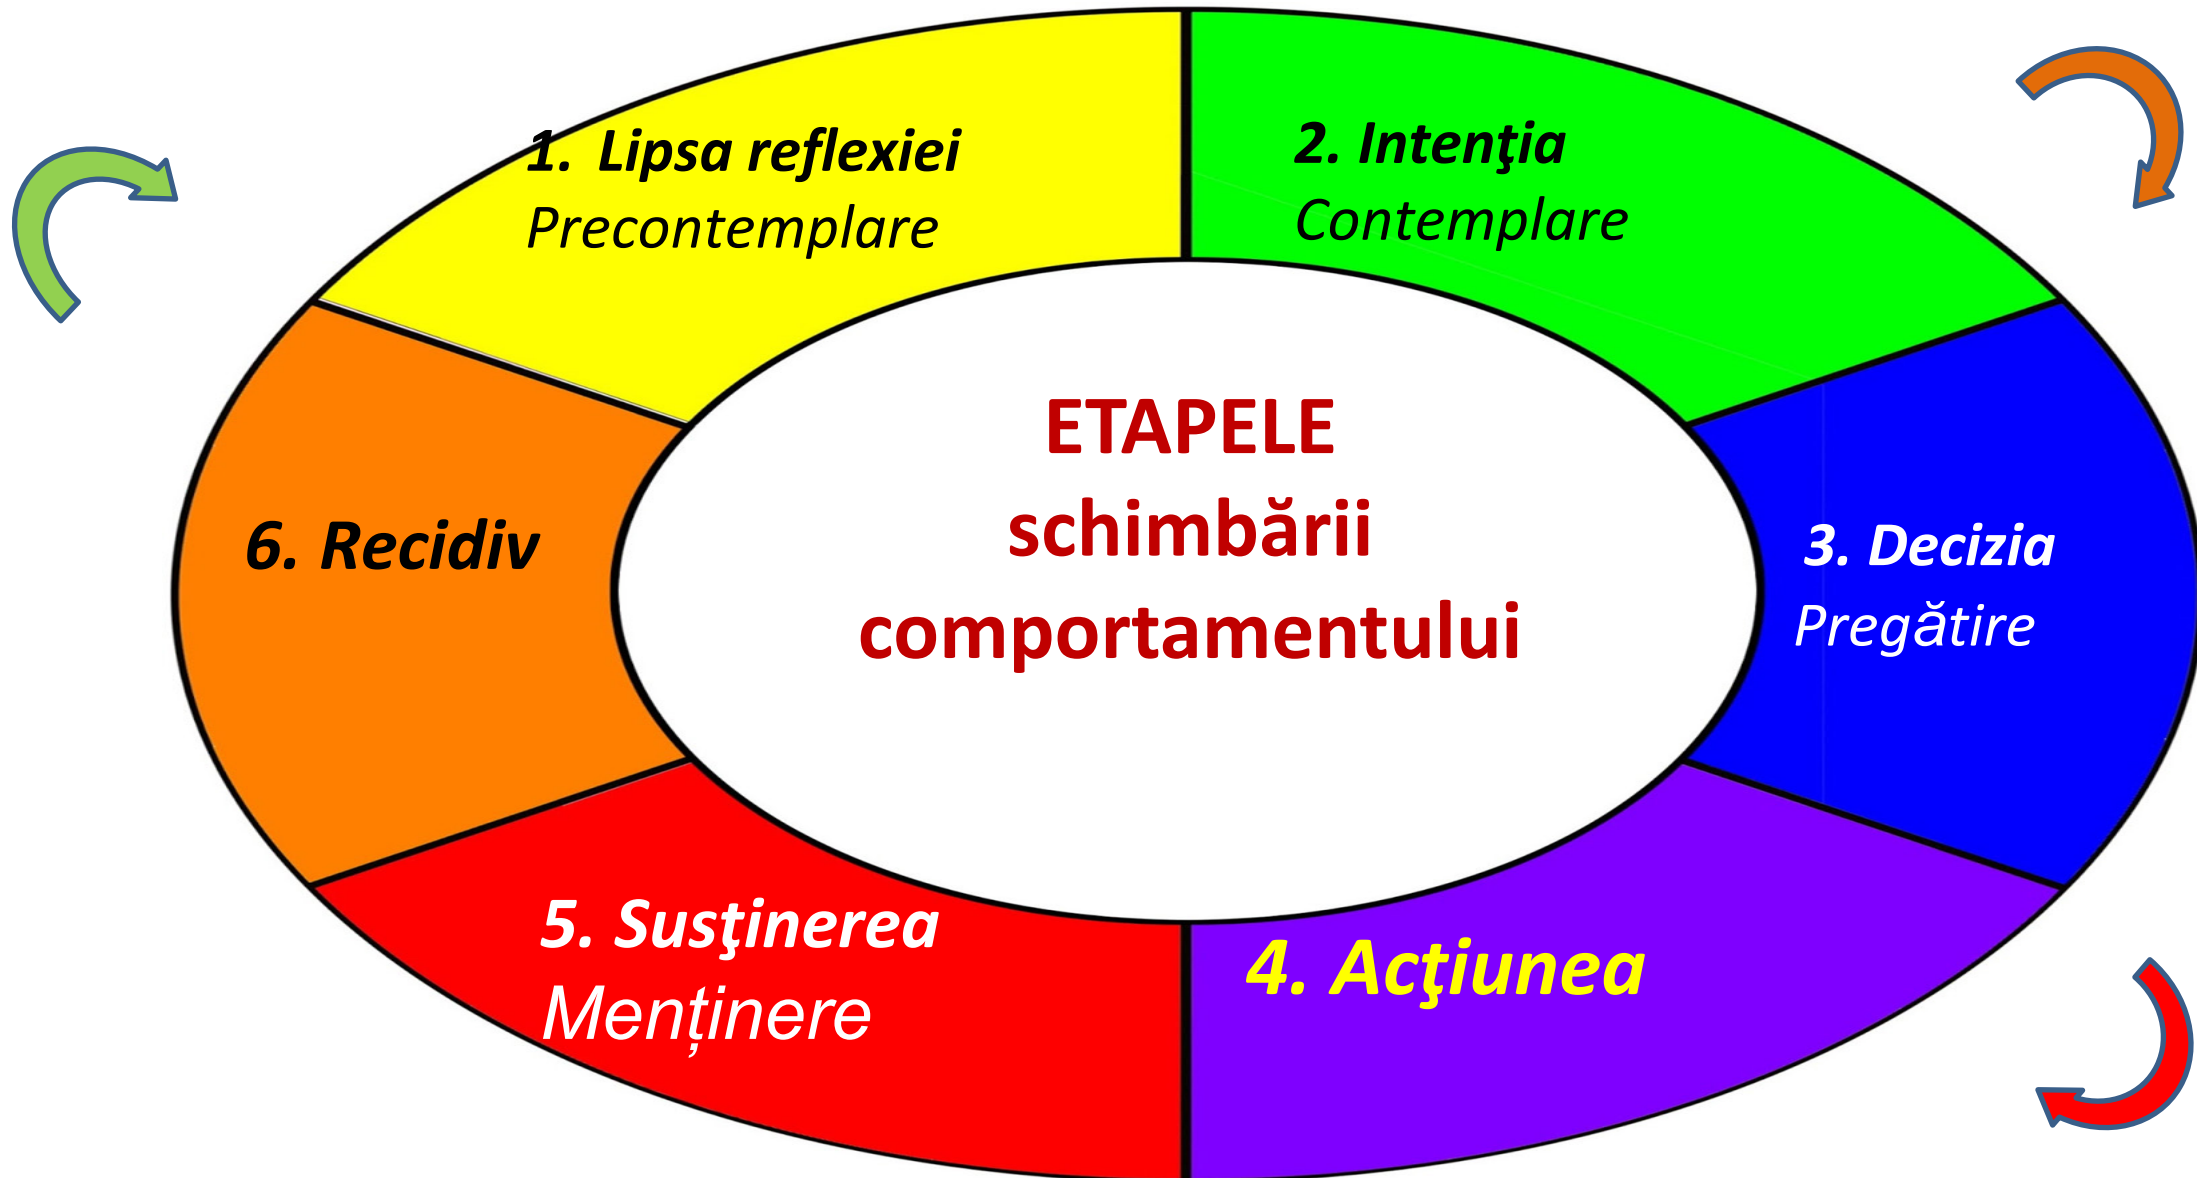 1. Lipsa reflexiei
Precontemplare
2. Intenţia
Contemplare
ETAPELE
schimbării
comportamentului
3. Decizia
Pregătire
4. Acţiunea
5. Susţinerea
Menținere
6. Recidiv